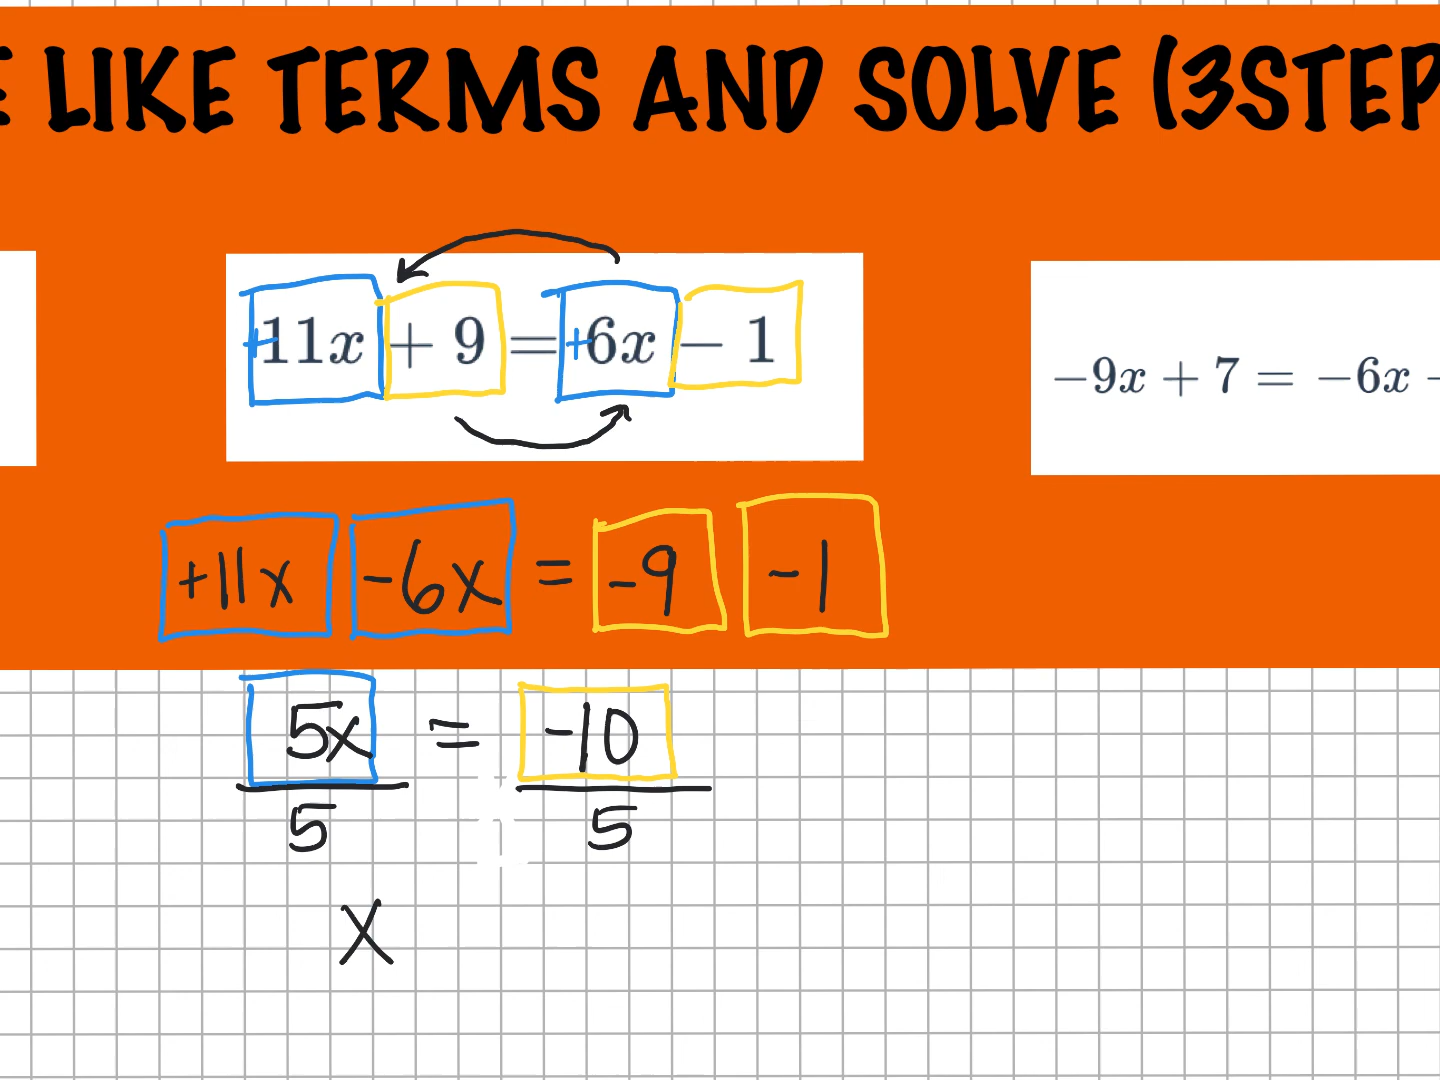 LIKE TERMS AND SOLVE (3STEP
+11x + 9 = +6x − 1
−9x + 7 = −6x −
+11x -6x = -9 -1
5x = -10
5 5
x